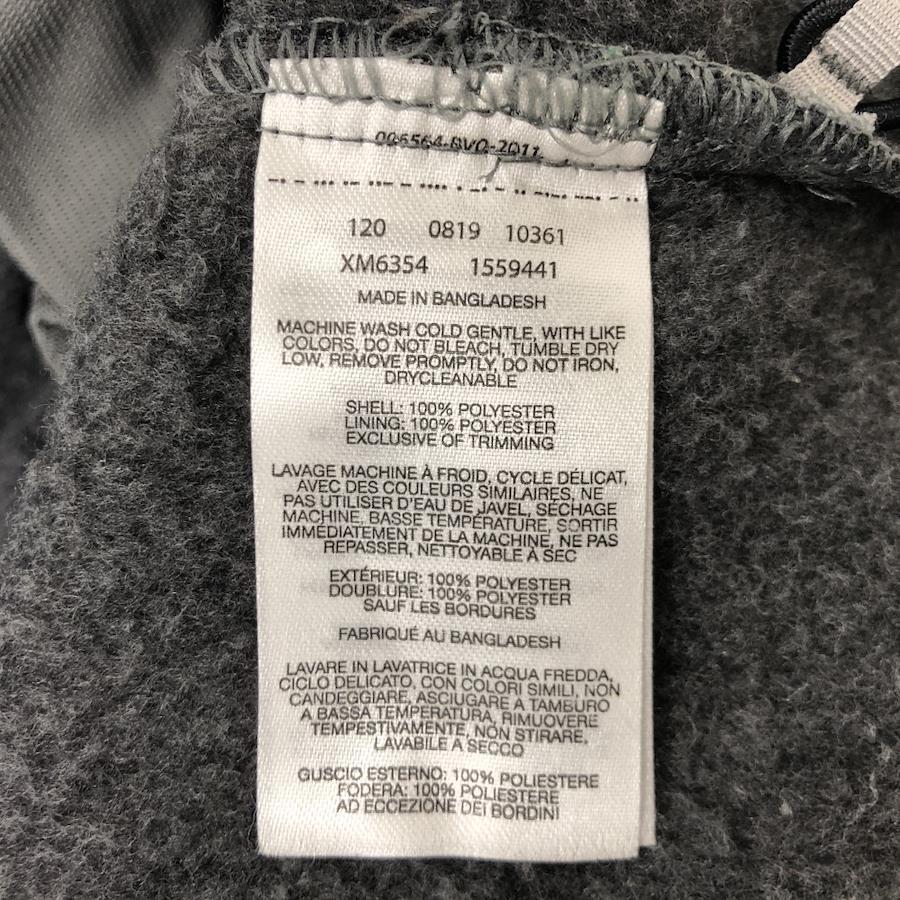 006564-BVO-2011
120 0819 10361
XM6354 1559441
MADE IN BANGLADESH
MACHINE WASH COLD GENTLE, WITH LIKE
COLORS, DO NOT BLEACH, TUMBLE DRY
LOW, REMOVE PROMPTLY, DO NOT IRON,
DRYCLEANABLE
SHELL: 100% POLYESTER
LINING: 100% POLYESTER
EXCLUSIVE OF TRIMMING
LAVAGE MACHINE À FROID, CYCLE DÉLICAT,
AVEC DES COULEURS SIMILAIRES, NE
PAS UTILISER D'EAU DE JAVEL, SÉCHAGE
MACHINE, BASSE TEMPÉRATURE, SORTIR
IMMÉDIATEMENT DE LA MACHINE, NE PAS
REPASSER, NETTOYABLE À SEC
EXTÉRIEUR: 100% POLYESTER
DOUBLURE: 100% POLYESTER
SAUF LES BORDURES
FABRIQUÉ AU BANGLADESH
LAVARE IN LAVATRICE IN ACQUA FREDDA,
CICLO DELICATO, CON COLORI SIMILI, NON
CANDEGGIARE, ASCIUGARE A TAMBURO
A BASSA TEMPERATURA, RIMUOVERE
TEMPESTIVAMENTE, NON STIRARE,
LAVABILE A SECCO
GUSCIO ESTERNO: 100% POLIESTERE
FODERA: 100% POLIESTERE
AD ECCEZIONE DEI BORDINI